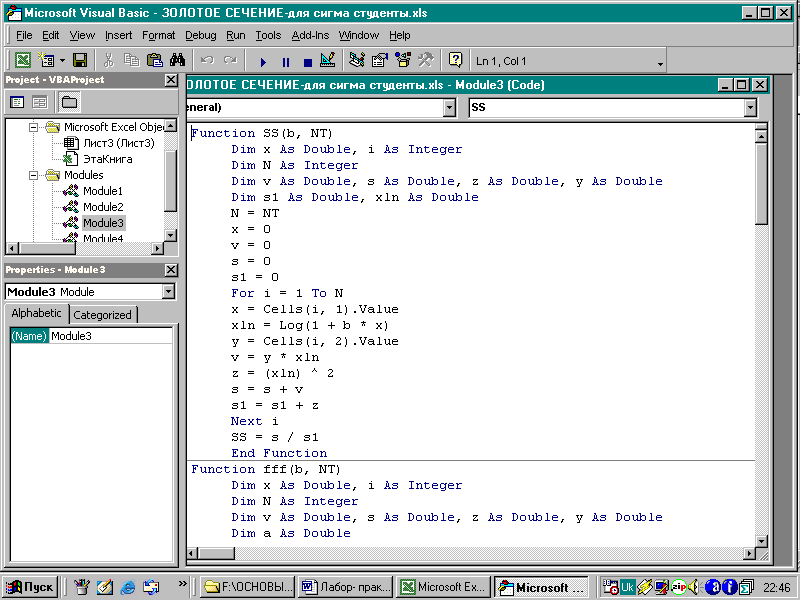 Microsoft Visual Basic - ЗОЛОТОЕ СЕЧЕНИЕ-для сигма студенты.xls
File Edit View Insert Format Debug Run Tools Add-Ins Window Help
Ln 1, Col 1
Project - VBAProject
Microsoft Excel Objec
Лист3 (Лист3)
ЭтаКнига
Modules
Module1
Module2
Module3
Module4
Properties - Module3
Module3 Module
Alphabetic Categorized
(Name) Module3
ОЛОТОЕ СЕЧЕНИЕ-для сигма студенты.xls - Module3 (Code)
eneral) SS
Function SS(b, NT)
Dim x As Double, i As Integer
Dim N As Integer
Dim v As Double, s As Double, z As Double, y As Double
Dim s1 As Double, xln As Double
N = NT
x = 0
v = 0
s = 0
s1 = 0
For i = 1 To N
x = Cells(i, 1).Value
xln = Log(1 + b * x)
y = Cells(i, 2).Value
v = y * xln
z = (xln) ^ 2
s = s + v
s1 = s1 + z
Next i
SS = s / s1
End Function
Function fff(b, NT)
Dim x As Double, i As Integer
Dim N As Integer
Dim v As Double, s As Double, z As Double, y As Double
Dim a As Double
Пуск » F:\ОСНОВЫ... Лабор- прак... Microsoft Ex... Microsoft ... Uk zip 22:46